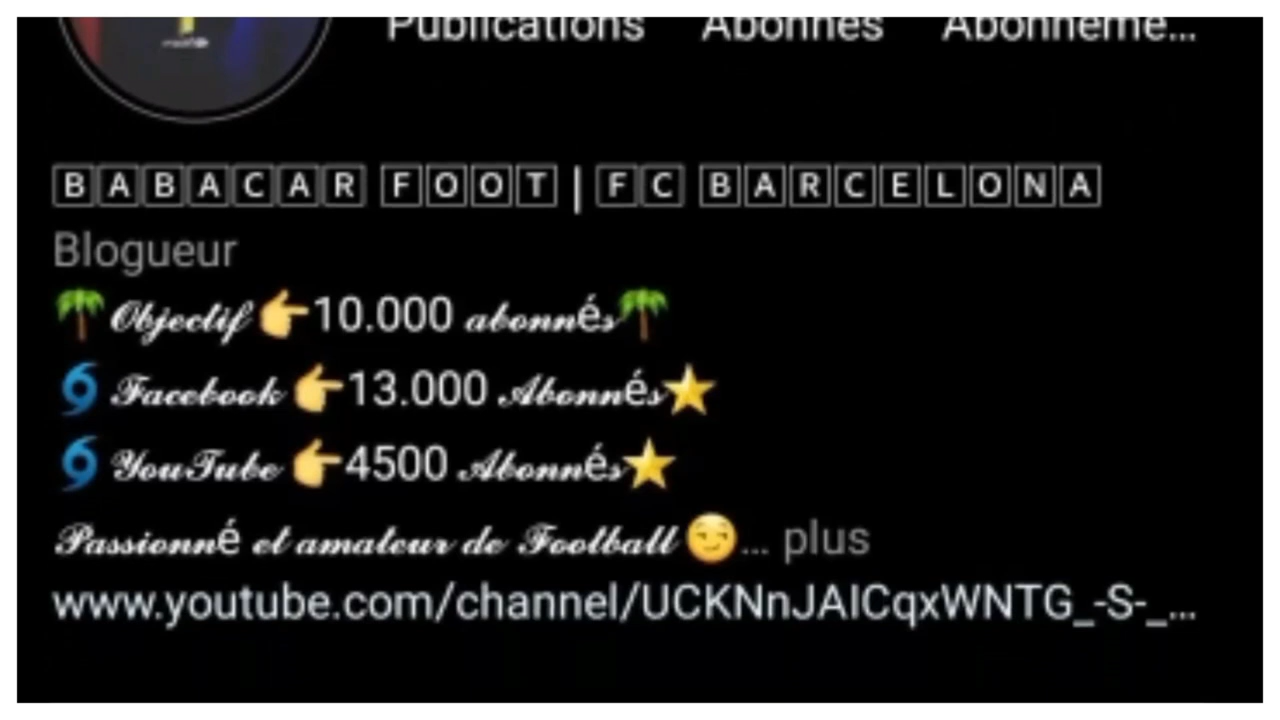 Publications Abonnés Abonneme...
BABACAR FOOT | FC BARCELONA
Blogueur
🌴Objectif 👉10.000 abonnés🌴
🌀Facebook 👉13.000 Abonnés⭐
🌀YouTube 👉4500 Abonnés⭐
Passionné et amateur de Football😏... plus
www.youtube.com/channel/UCKNnJAICqxWNTG_-S-_...